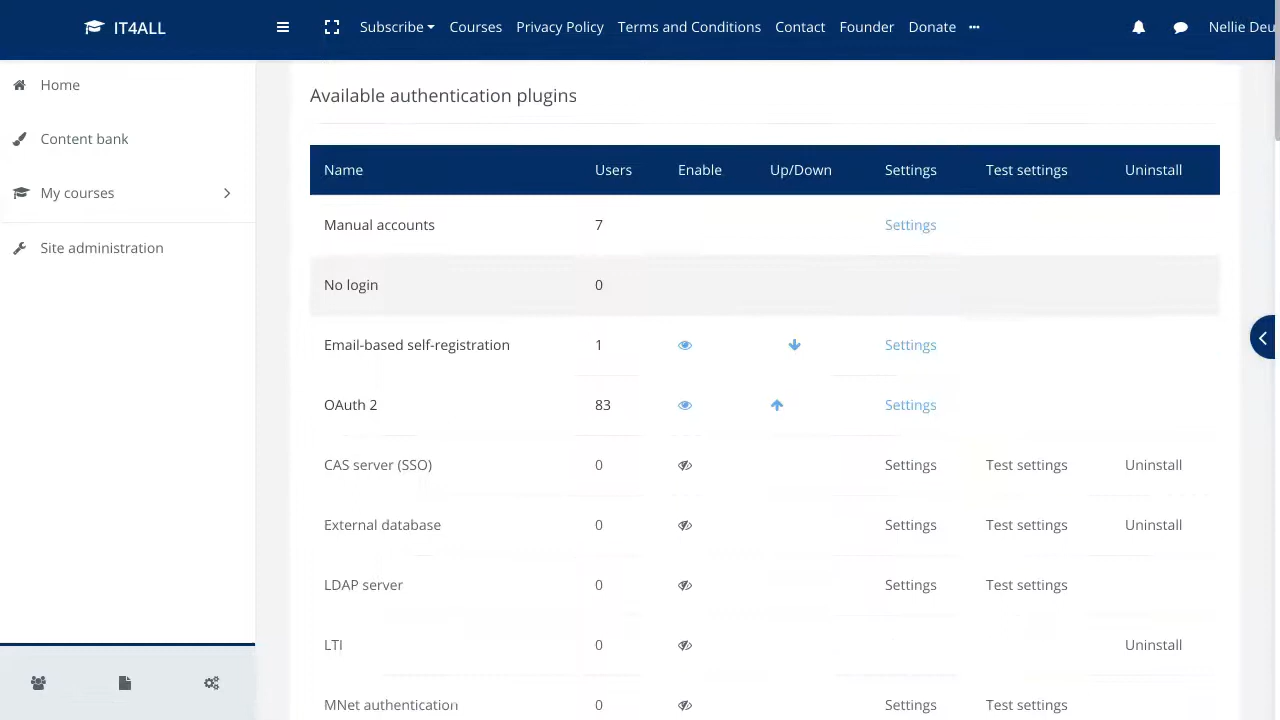 IT4ALL Subscribe Courses Privacy Policy Terms and Conditions Contact Founder Donate Nellie Deu
Home
Content bank
My courses
Site administration
Available authentication plugins
Name Users Enable Up/Down Settings Test settings Uninstall
Manual accounts 7 Settings
No login 0
Email-based self-registration 1 Settings
OAuth 2 83 Settings
CAS server (SSO) 0 Settings Test settings Uninstall
External database 0 Settings Test settings Uninstall
LDAP server 0 Settings Test settings
LTI 0 Uninstall
MNet authentication 0 Settings Test settings